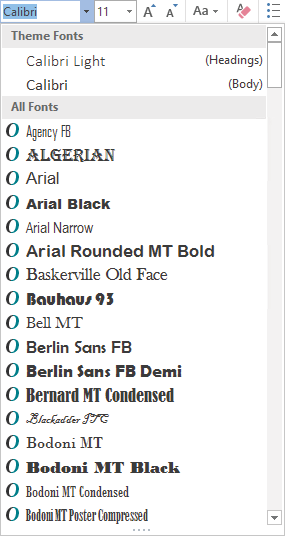 Calibri 11 A A Aa A
Theme Fonts
Calibri Light (Headings)
Calibri (Body)
All Fonts
O Agency FB
O ALGERIAN
O Arial
O Arial Black
O Arial Narrow
O Arial Rounded MT Bold
O Baskerville Old Face
O Bauhaus 93
O Bell MT
O Berlin Sans FB
O Berlin Sans FB Demi
O Bernard MT Condensed
O Blackadder ITC
O Bodoni MT
O Bodoni MT Black
O Bodoni MT Condensed
O Bodoni MT Poster Compressed